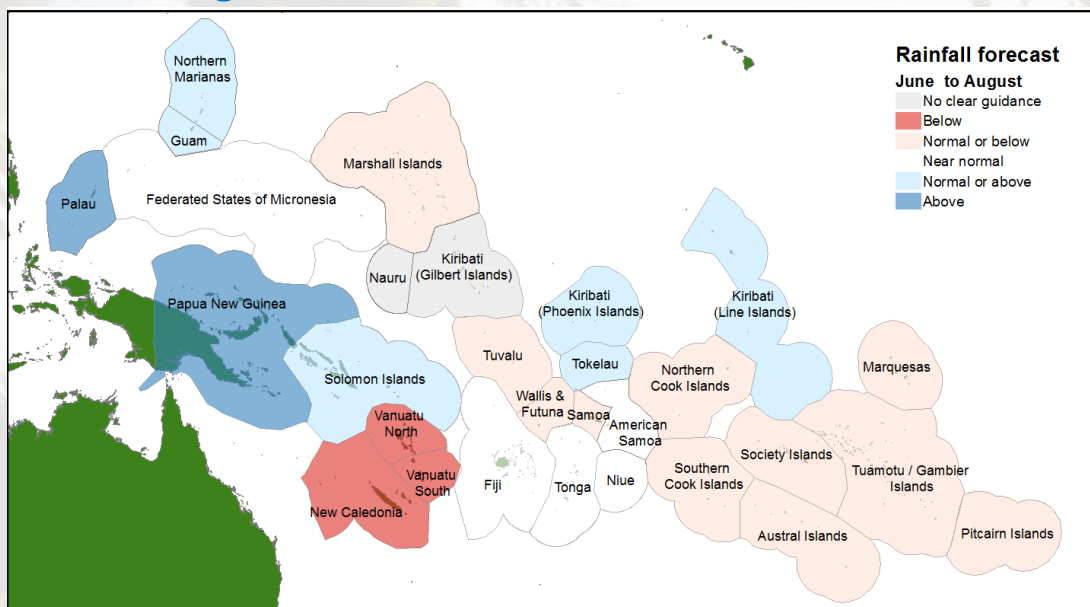 Rainfall forecast
June to August
No clear guidance
Below
Normal or below
Near normal
Normal or above
Above
Northern
Marianas
Guam
Palau
Federated States of Micronesia
Marshall Islands
Nauru
Kiribati
(Gilbert Islands)
Papua New Guinea
Kiribati
(Phoenix Islands)
Kiribati
(Line Islands)
Solomon Islands
Tuvalu
Tokelau
Northern
Cook Islands
Marquesas
Wallis &
Futuna
Samoa
American
Samoa
Vanuatu
North
Vanuatu
South
New Caledonia
Fiji
Tonga
Niue
Southern
Cook Islands
Society Islands
Tuamotu / Gambier
Islands
Austral Islands
Pitcairn Islands